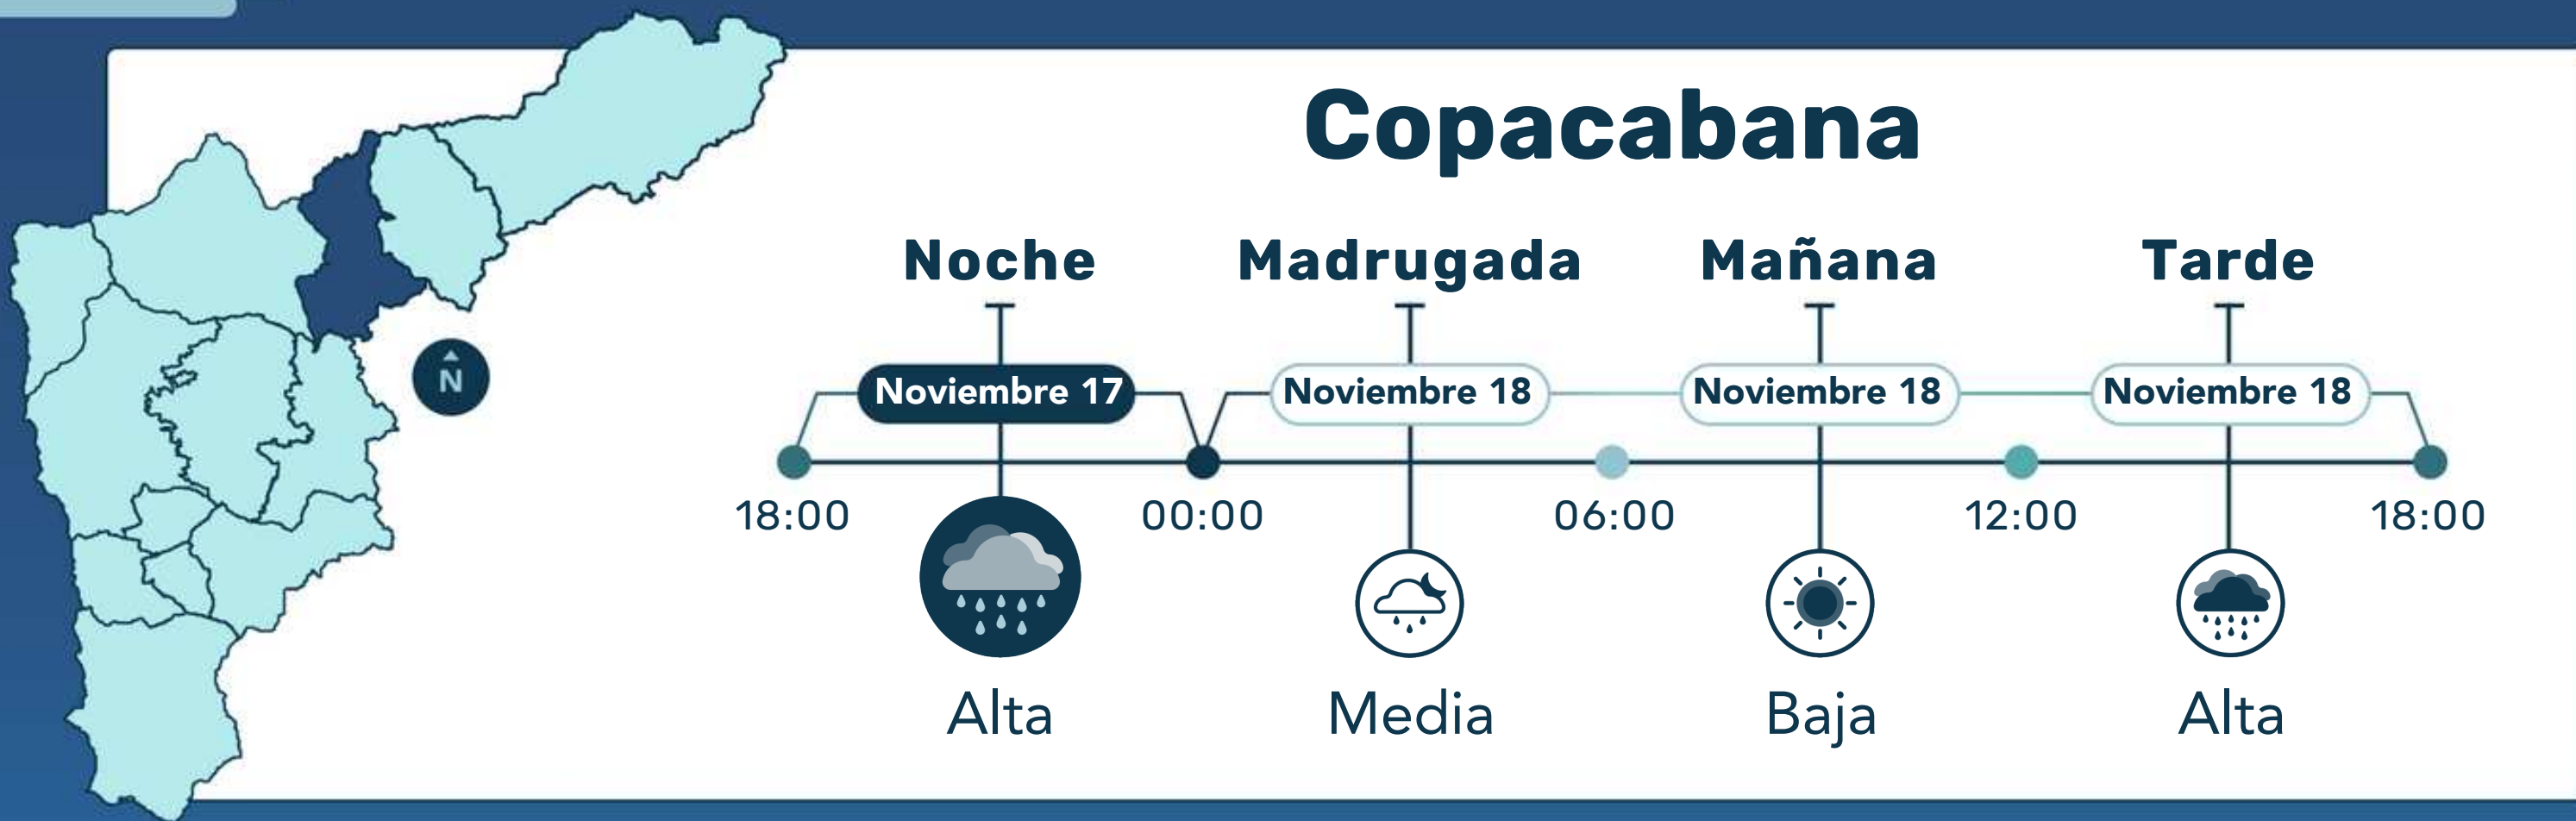 Copacabana
Noche Madrugada Mañana Tarde
Noviembre 17 Noviembre 18 Noviembre 18 Noviembre 18
N
18:00 00:00 06:00 12:00 18:00
Alta Media Baja Alta